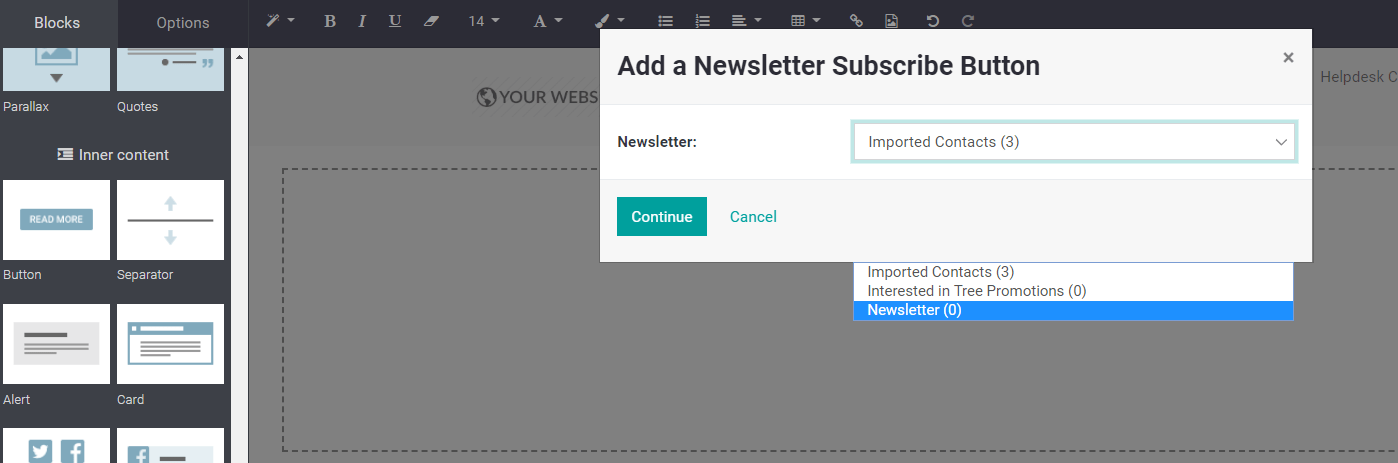 Blocks
Options
14
Add a Newsletter Subscribe Button
×
Helpdesk C
YOUR WEBS
Newsletter:
Imported Contacts (3)
Continue
Cancel
Imported Contacts (3)
Interested in Tree Promotions (0)
Newsletter (0)
Parallax
Quotes
Inner content
READ MORE
Button
Separator
Alert
Card